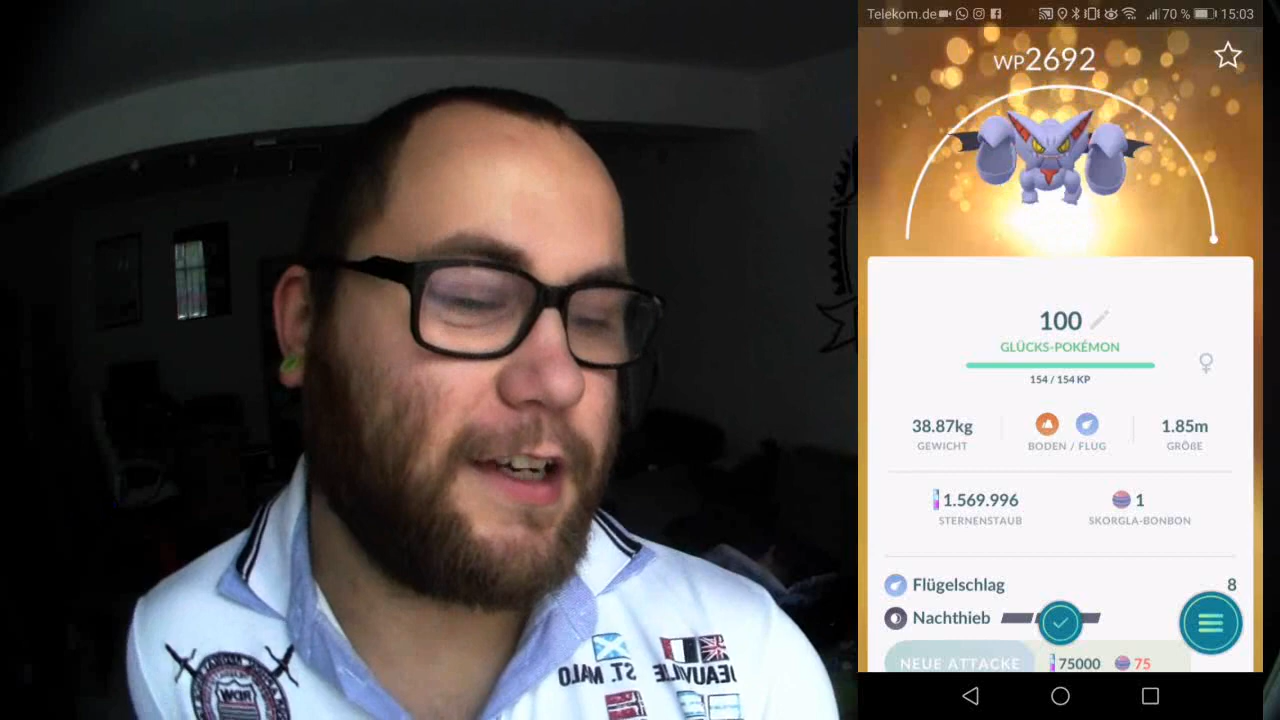 Telekom.de 70 % 15:03
WP2692
100
GLÜCKS-POKÉMON
154 / 154 KP
38.87kg
GEWICHT
BODEN / FLUG
1.85m
GRÖẞE
1.569.996
STERNENSTAUB
1
SKORGLA-BONBON
Flügelschlag 8
Nachthieb
NEUE ATTACKE 75000 75
ST. MALO
DEAUVILLE